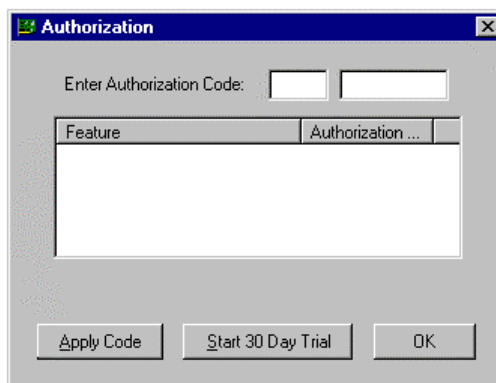 Authorization
Enter Authorization Code:
Feature Authorization ...
Apply Code Start 30 Day Trial OK